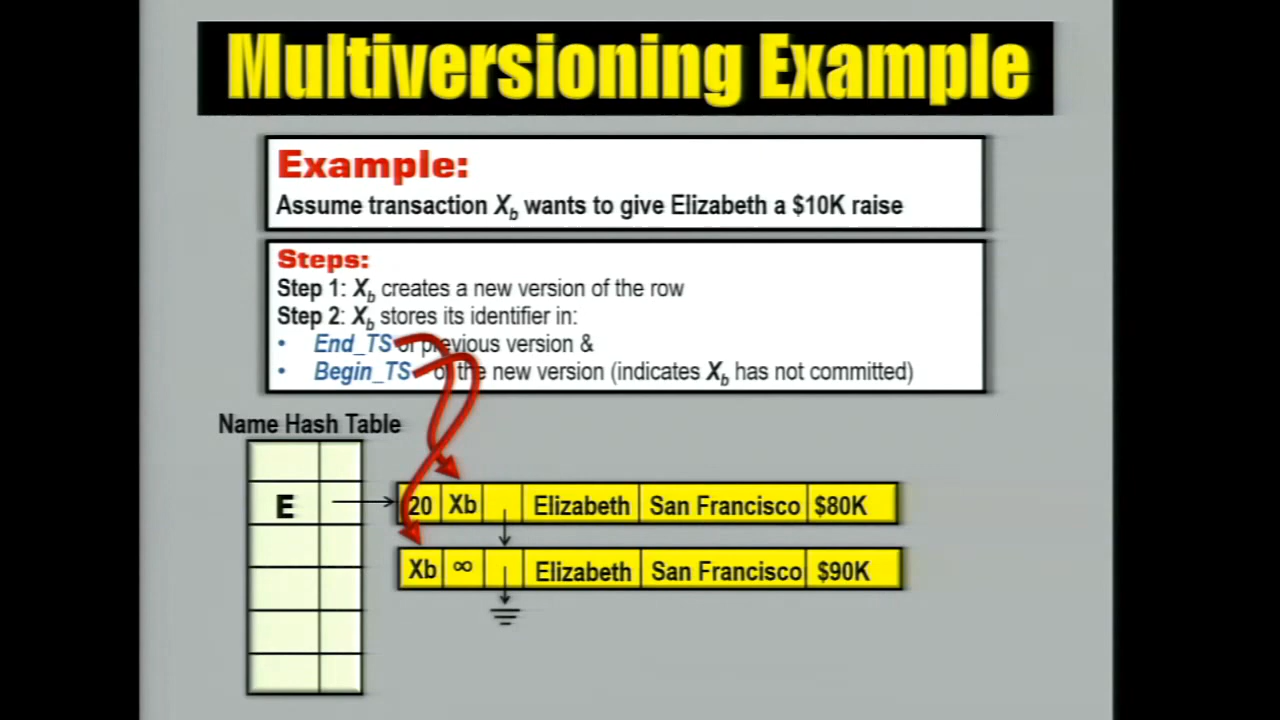 Multiversioning Example
Example:
Assume transaction Xb wants to give Elizabeth a $10K raise
Steps:
Step 1: Xb creates a new version of the row
Step 2: Xb stores its identifier in:
• End_TS of previous version &
• Begin_TS of the new version (indicates Xb has not committed)
Name Hash Table
E 20 Xb Elizabeth San Francisco $80K
Xb ∞ Elizabeth San Francisco $90K